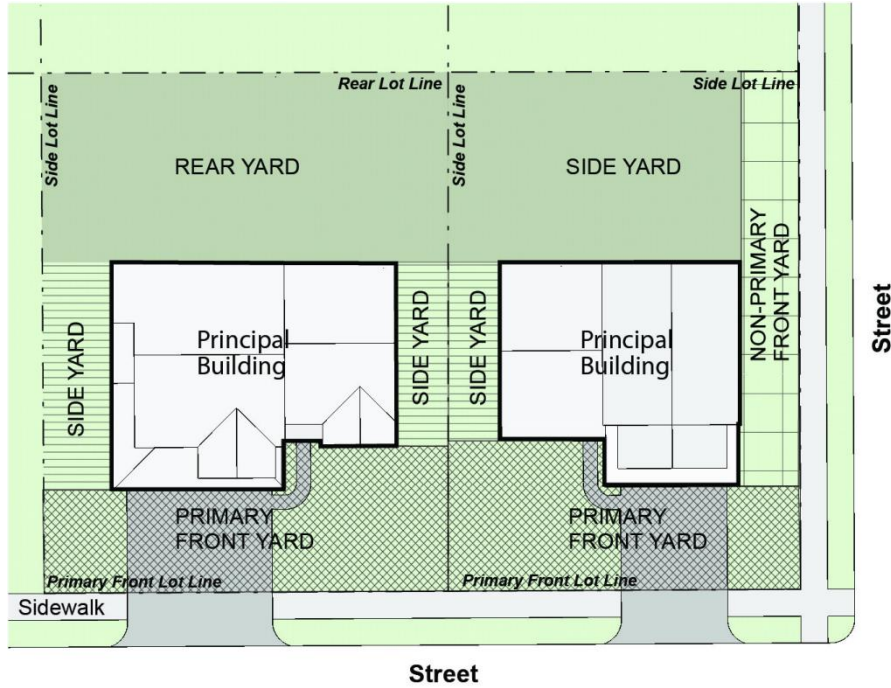 Rear Lot Line
Side Lot Line
Side Lot Line
Side Lot Line
REAR YARD
SIDE YARD
NON-PRIMARY
FRONT YARD
Street
SIDE YARD
Principal
Building
SIDE YARD
SIDE YARD
Principal
Building
PRIMARY
FRONT YARD
PRIMARY
FRONT YARD
Primary Front Lot Line
Primary Front Lot Line
Sidewalk
Street